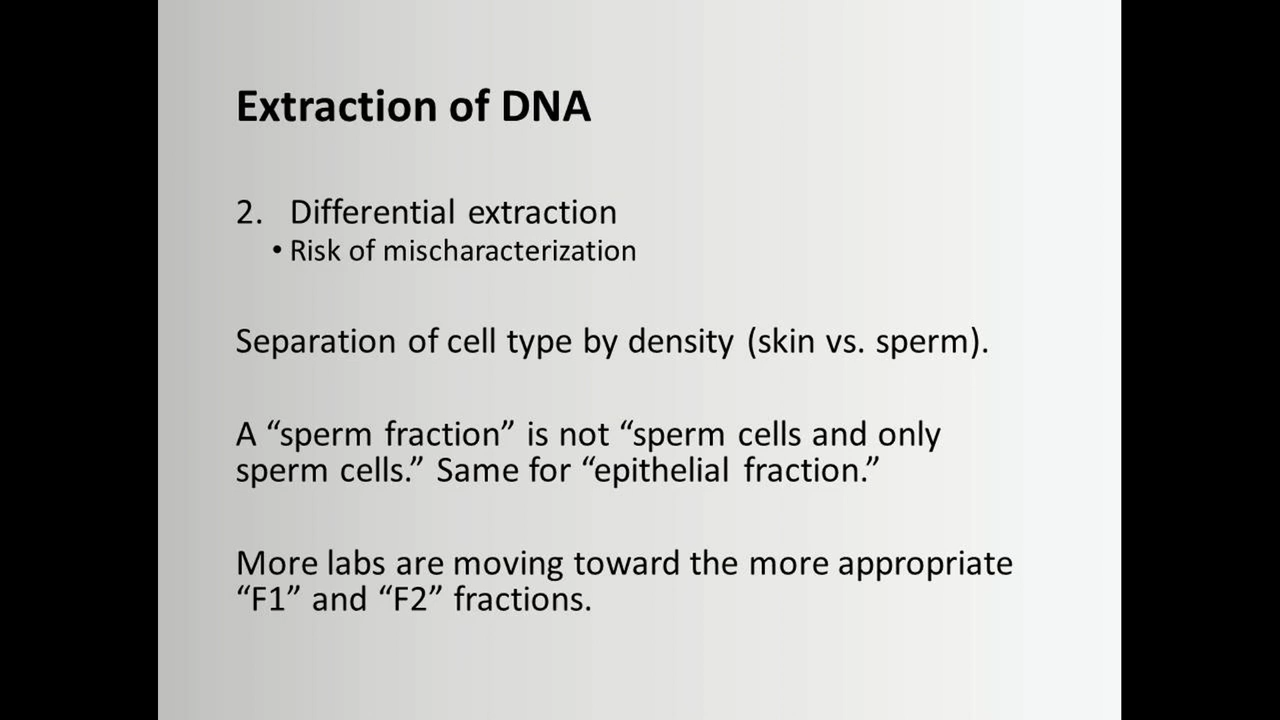 Extraction of DNA
2. Differential extraction
• Risk of mischaracterization
Separation of cell type by density (skin vs. sperm).
A “sperm fraction” is not “sperm cells and only
sperm cells.” Same for “epithelial fraction.”
More labs are moving toward the more appropriate
“F1” and “F2” fractions.